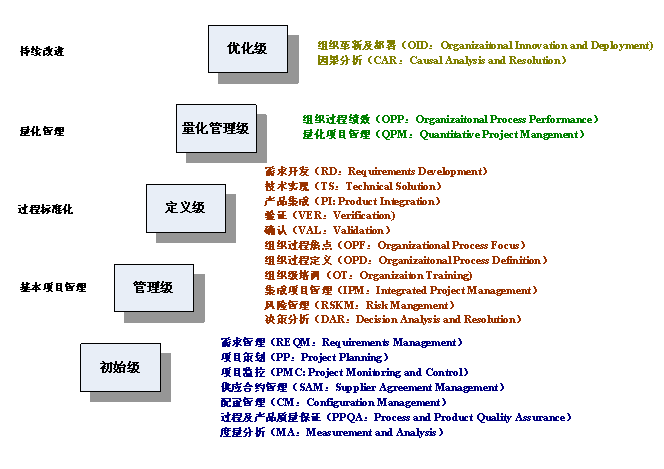 持续改进
优化级
组织革新及部署（OID：Organizaitonal Innovation and Deployment)
因果分析（CAR：Causal Analysis and Resolution）
量化管理
量化管理级
组织过程绩效（OPP：Organizaitonal Process Performance）
量化项目管理（QPM：Quantitative Project Mangement）
过程标准化
定义级
需求开发（RD：Requirements Development）
技术实现（TS：Technical Solution）
产品集成（PI: Product Integration）
验证（VER：Verification)
确认（VAL：Validation）
组织过程焦点（OPF：Organizational Process Focus）
组织过程定义（OPD：Organizaitonal Process Definition）
组织级培训（OT：Organizaiton Training)
集成项目管理（IPM：Integrated Project Management）
风险管理（RSKM：Risk Mangement）
决策分析（DAR：Decision Analysis and Resolution）
基本项目管理
管理级
初始级
需求管理（REQM：Requirements Management）
项目策划（PP：Project Planning）
项目监控（PMC: Project Monitoring and Control）
供应合约管理（SAM：Supplier Agreement Management）
配置管理（CM：Configuration Management）
过程及产品质量保证（PPQA：Process and Product Quality Assurance）
度量分析（MA：Measurement and Analysis）